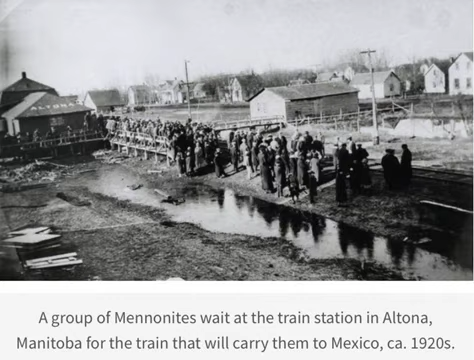 ALTONA
A group of Mennonites wait at the train station in Altona,
Manitoba for the train that will carry them to Mexico, ca. 1920s.